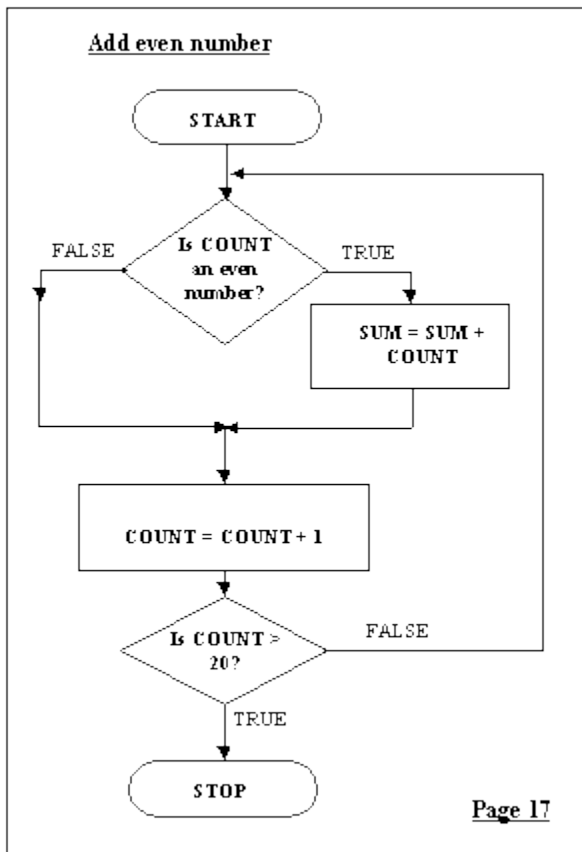 Add even number
START
Is COUNT
an even
number?
FALSE
TRUE
SUM = SUM +
COUNT
COUNT = COUNT + 1
Is COUNT >
20?
FALSE
TRUE
STOP
Page 17